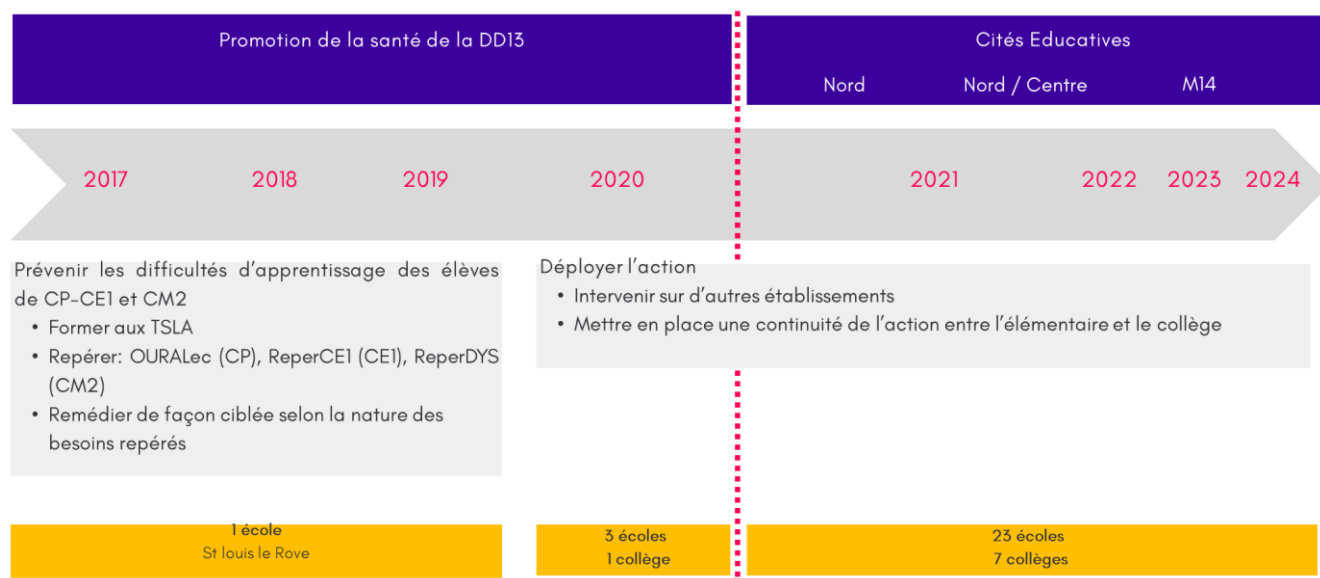 Promotion de la santé de la DD13
Cités Educatives
Nord
Nord / Centre
M14
2017
2018
2019
2020
2021
2022
2023
2024
Prévenir les difficultés d'apprentissage des élèves
de CP-CE1 et CM2
• Former aux TSLA
• Repérer: OURALec (CP), ReperCE1 (CE1), ReperDYS
(CM2)
• Remédier de façon ciblée selon la nature des
besoins repérés
Déployer l'action
• Intervenir sur d'autres établissements
• Mettre en place une continuité de l'action entre l'élémentaire et le collège
1 école
St louis le Rove
3 écoles
1 collège
23 écoles
7 collèges